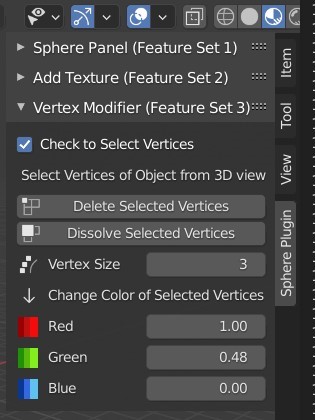 Sphere Panel (Feature Set 1)
Add Texture (Feature Set 2)
Vertex Modifier (Feature Set 3)
Check to Select Vertices
Select Vertices of Object from 3D view
Delete Selected Vertices
Dissolve Selected Vertices
Vertex Size 3
Change Color of Selected Vertices
Red 1.00
Green 0.48
Blue 0.00
Item
Tool
View
Sphere Plugin